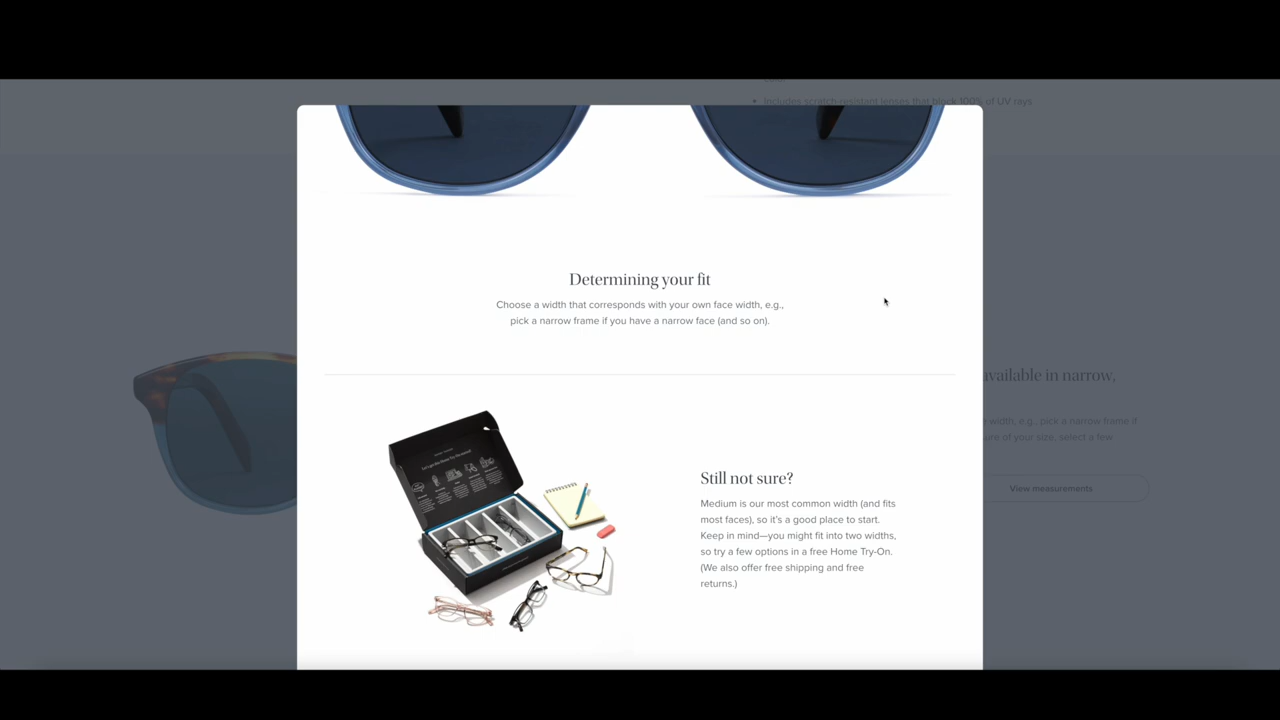 Includes scratch-resistant lenses that block 100% of UV rays
Determining your fit
Choose a width that corresponds with your own face width, e.g.,
pick a narrow frame if you have a narrow face (and so on).
available in narrow,
width, e.g., pick a narrow frame if
of your size, select a few
View measurements
Still not sure?
Medium is our most common width (and fits
most faces), so it's a good place to start.
Keep in mind—you might fit into two widths,
so try a few options in a free Home Try-On.
(We also offer free shipping and free
returns.)